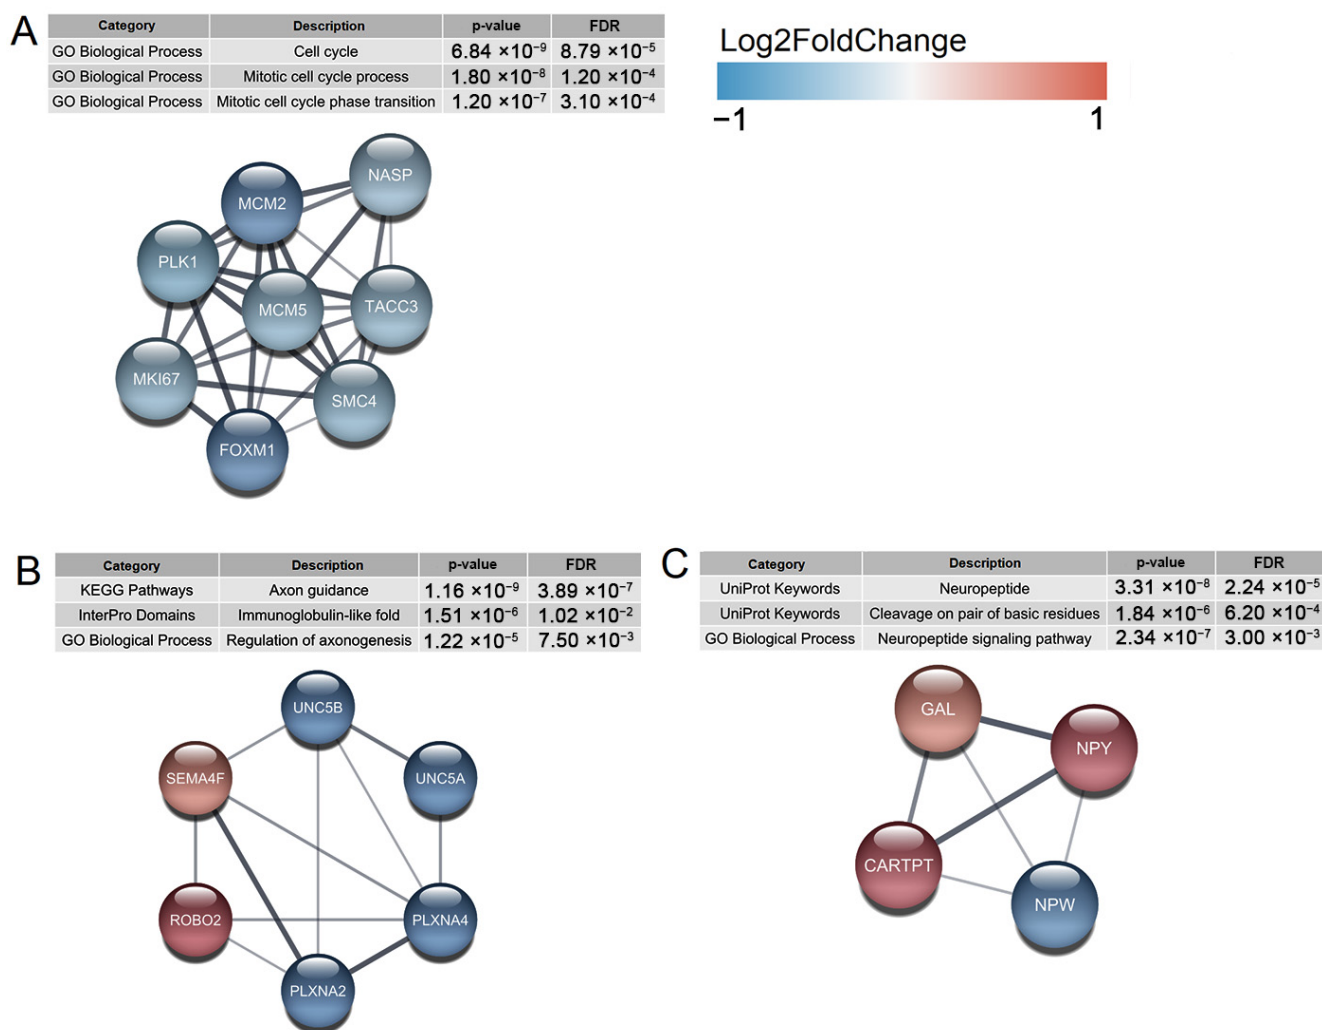 A
Category Description p-value FDR
GO Biological Process Cell cycle 6.84 ×10⁻⁹ 8.79 ×10⁻⁵
GO Biological Process Mitotic cell cycle process 1.80 ×10⁻⁸ 1.20 ×10⁻⁴
GO Biological Process Mitotic cell cycle phase transition 1.20 ×10⁻⁷ 3.10 ×10⁻⁴
Log2FoldChange
−1 1
NASP
MCM2
PLK1
MCM5
TACC3
MKI67
SMC4
FOXM1
B
Category Description p-value FDR
KEGG Pathways Axon guidance 1.16 ×10⁻⁹ 3.89 ×10⁻⁷
InterPro Domains Immunoglobulin-like fold 1.51 ×10⁻⁶ 1.02 ×10⁻²
GO Biological Process Regulation of axonogenesis 1.22 ×10⁻⁵ 7.50 ×10⁻³
UNC5B
SEMA4F
UNC5A
ROBO2
PLXNA4
PLXNA2
C
Category Description p-value FDR
UniProt Keywords Neuropeptide 3.31 ×10⁻⁸ 2.24 ×10⁻⁵
UniProt Keywords Cleavage on pair of basic residues 1.84 ×10⁻⁶ 6.20 ×10⁻⁴
GO Biological Process Neuropeptide signaling pathway 2.34 ×10⁻⁷ 3.00 ×10⁻³
GAL
NPY
CARTPT
NPW